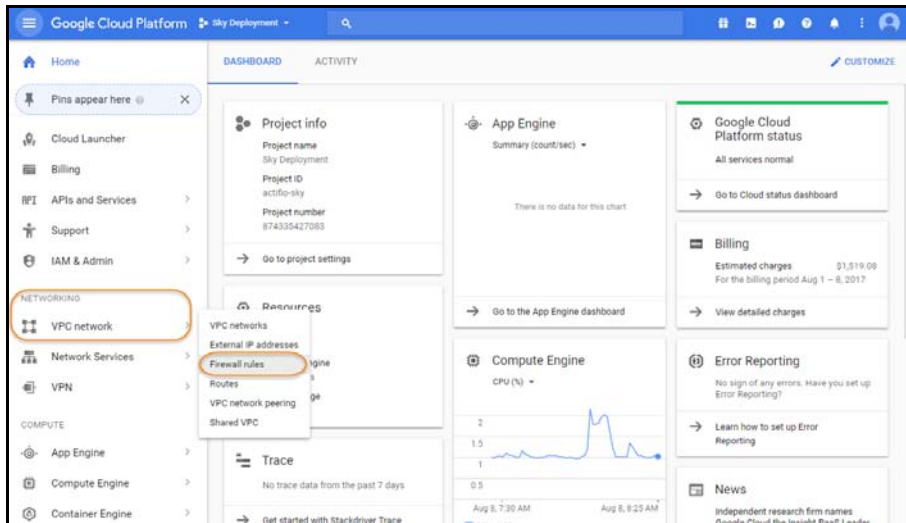 Google Cloud Platform
Sky Deployment
Home
Pins appear here
Cloud Launcher
Billing
API APIs and Services
Support
IAM & Admin
NETWORKING
VPC network
Network Services
VPN
COMPUTE
App Engine
Compute Engine
Container Engine
VPC networks
External IP addresses
Firewall rules
Routes
VPC network peering
Shared VPC
DASHBOARD
ACTIVITY
CUSTOMIZE
Project info
Project name
Sky Deployment
Project ID
actifio-sky
Project number
874335427083
Go to project settings
Resources
Trace
No trace data from the past 7 days
Get started with Stackdriver Trace
App Engine
Summary (count/sec)
There is no data for this chart
Go to the App Engine dashboard
Compute Engine
CPU (%)
2
1.5
1
0.5
Aug 8, 7:30 AM
Aug 8, 8:25 AM
Google Cloud
Platform status
All services normal
Go to Cloud status dashboard
Billing
Estimated charges
$1,519.08
For the billing period Aug 1 – 8, 2017
View detailed charges
Error Reporting
No sign of any errors. Have you set up
Error Reporting?
Learn how to set up Error
Reporting
News
Independent research firm names
Google Cloud the Insight PaaS Leader